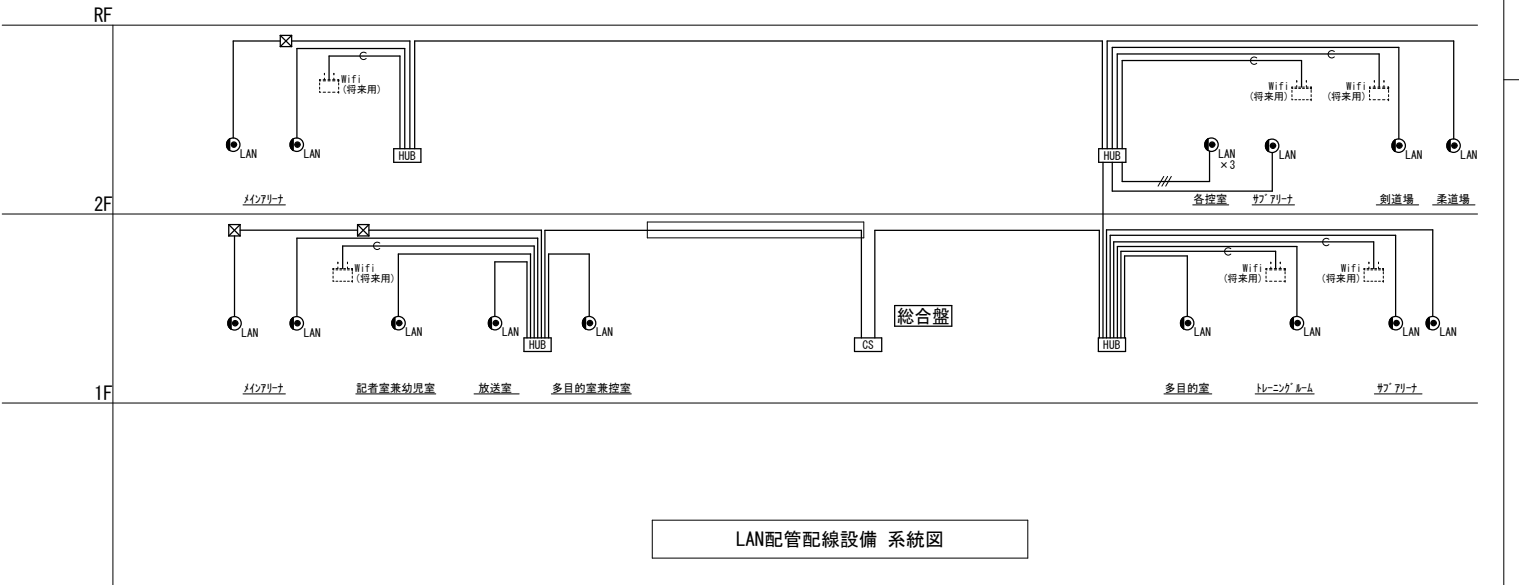 RF
Wifi
(将来用)
Wifi
(将来用)
Wifi
(将来用)
LAN
LAN
HUB
HUB
LAN
×3
LAN
LAN
LAN
2F
メインアリーナ
各控室
サブアリーナ
剣道場
柔道場
Wifi
(将来用)
Wifi
(将来用)
Wifi
(将来用)
総合盤
LAN
LAN
LAN
LAN
HUB
LAN
CS
HUB
LAN
LAN
LAN
LAN
1F
メインアリーナ
記者室兼幼児室
放送室
多目的室兼控室
多目的室
トレーニングルーム
サブアリーナ
LAN配管配線設備 系統図